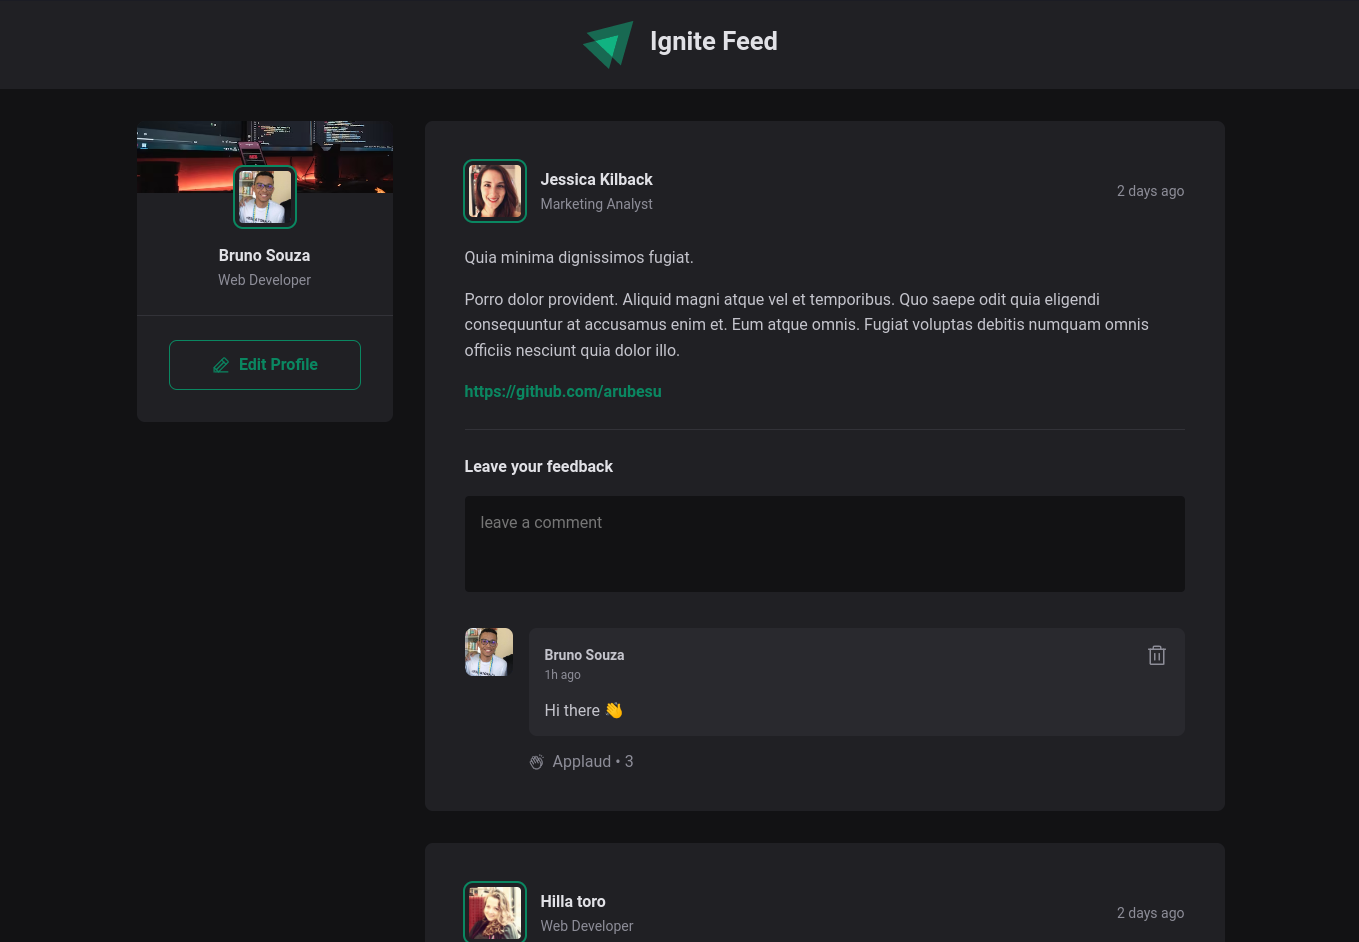 Ignite Feed
Bruno Souza
Web Developer
Edit Profile
Jessica Kilback
Marketing Analyst
2 days ago
Quia minima dignissimos fugiat.
Porro dolor provident. Aliquid magni atque vel et temporibus. Quo saepe odit quia eligendi
consequuntur at accusamus enim et. Eum atque omnis. Fugiat voluptas debitis numquam omnis
officiis nesciunt quia dolor illo.
https://github.com/arubesu
Leave your feedback
leave a comment
Bruno Souza
1h ago
Hi there 👋
Applaud • 3
Hilla toro
Web Developer
2 days ago